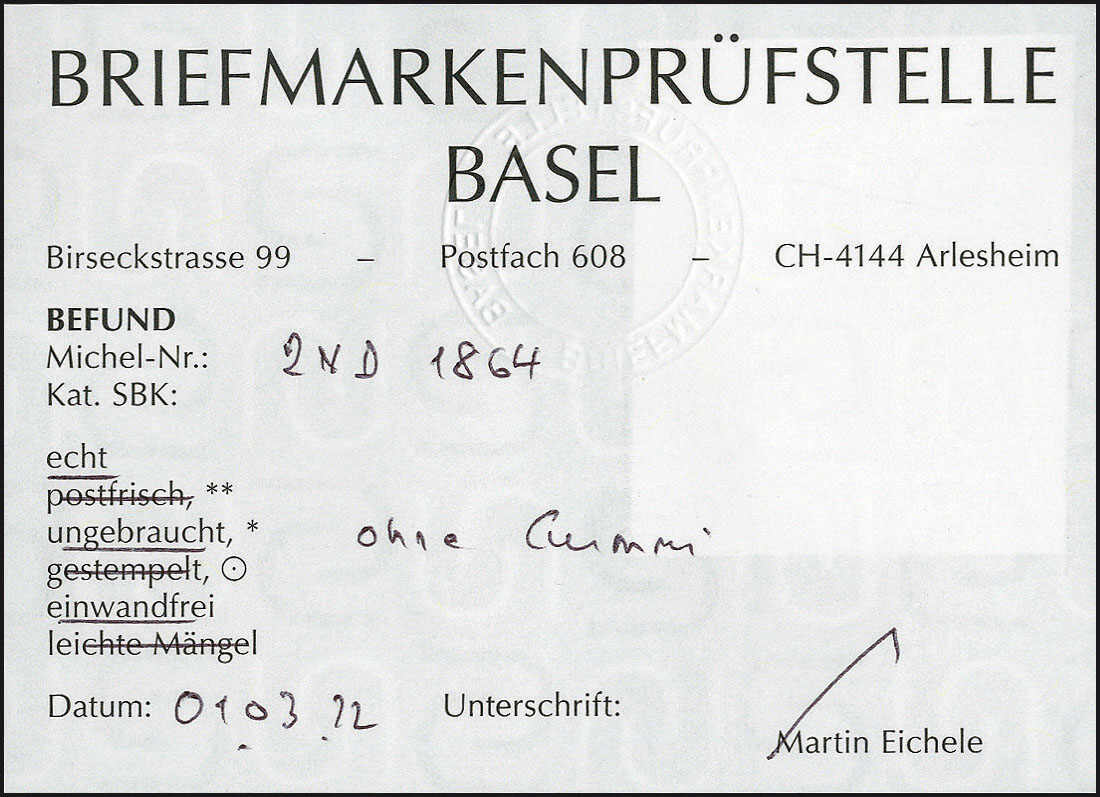 BRIEFMARKENPRÜFSTELLE
BASEL
Birseckstrasse 99 – Postfach 608 – CH-4144 Arlesheim
BEFUND
Michel-Nr.: 2 ND 1864
Kat. SBK:
echt
postfrisch, **
ungebraucht, * ohne Gummi
gestempelt, ⊙
einwandfrei
leichte Mängel
Datum: 01.03.22 Unterschrift:
Martin Eichele